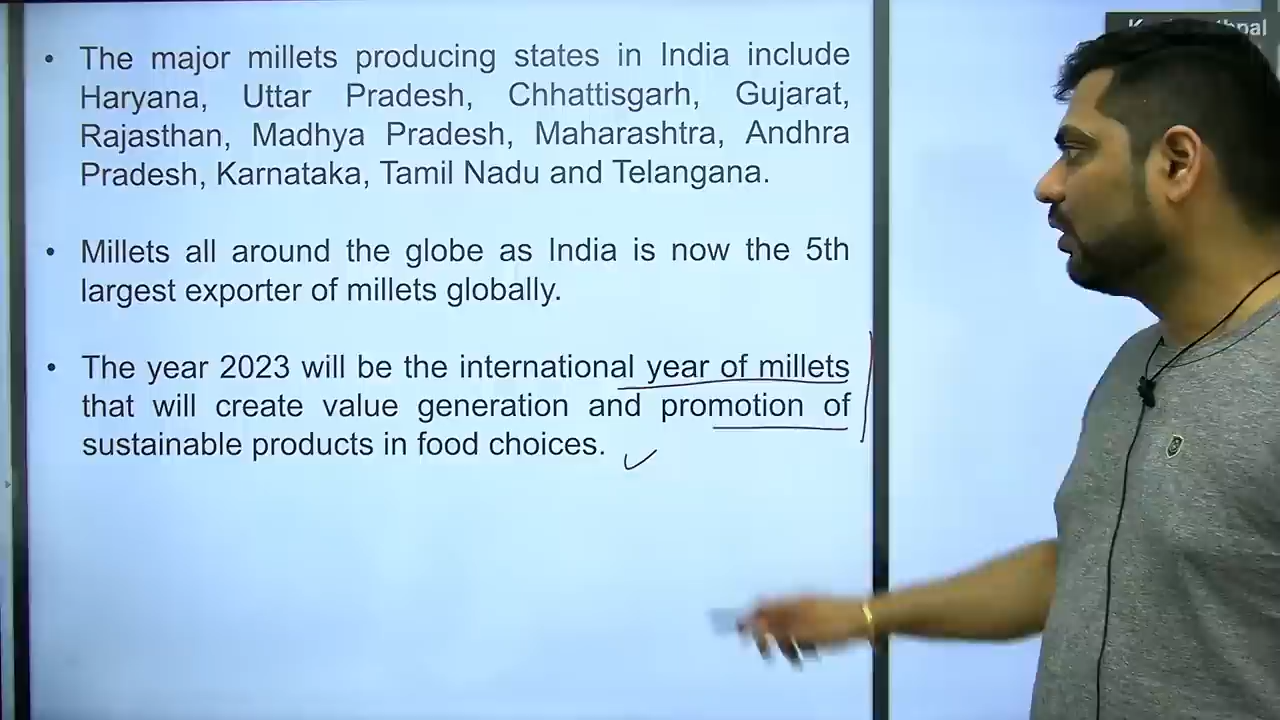 • The major millets producing states in India include
Haryana, Uttar Pradesh, Chhattisgarh, Gujarat,
Rajasthan, Madhya Pradesh, Maharashtra, Andhra
Pradesh, Karnataka, Tamil Nadu and Telangana.
• Millets all around the globe as India is now the 5th
largest exporter of millets globally.
• The year 2023 will be the international year of millets
that will create value generation and promotion of
sustainable products in food choices.